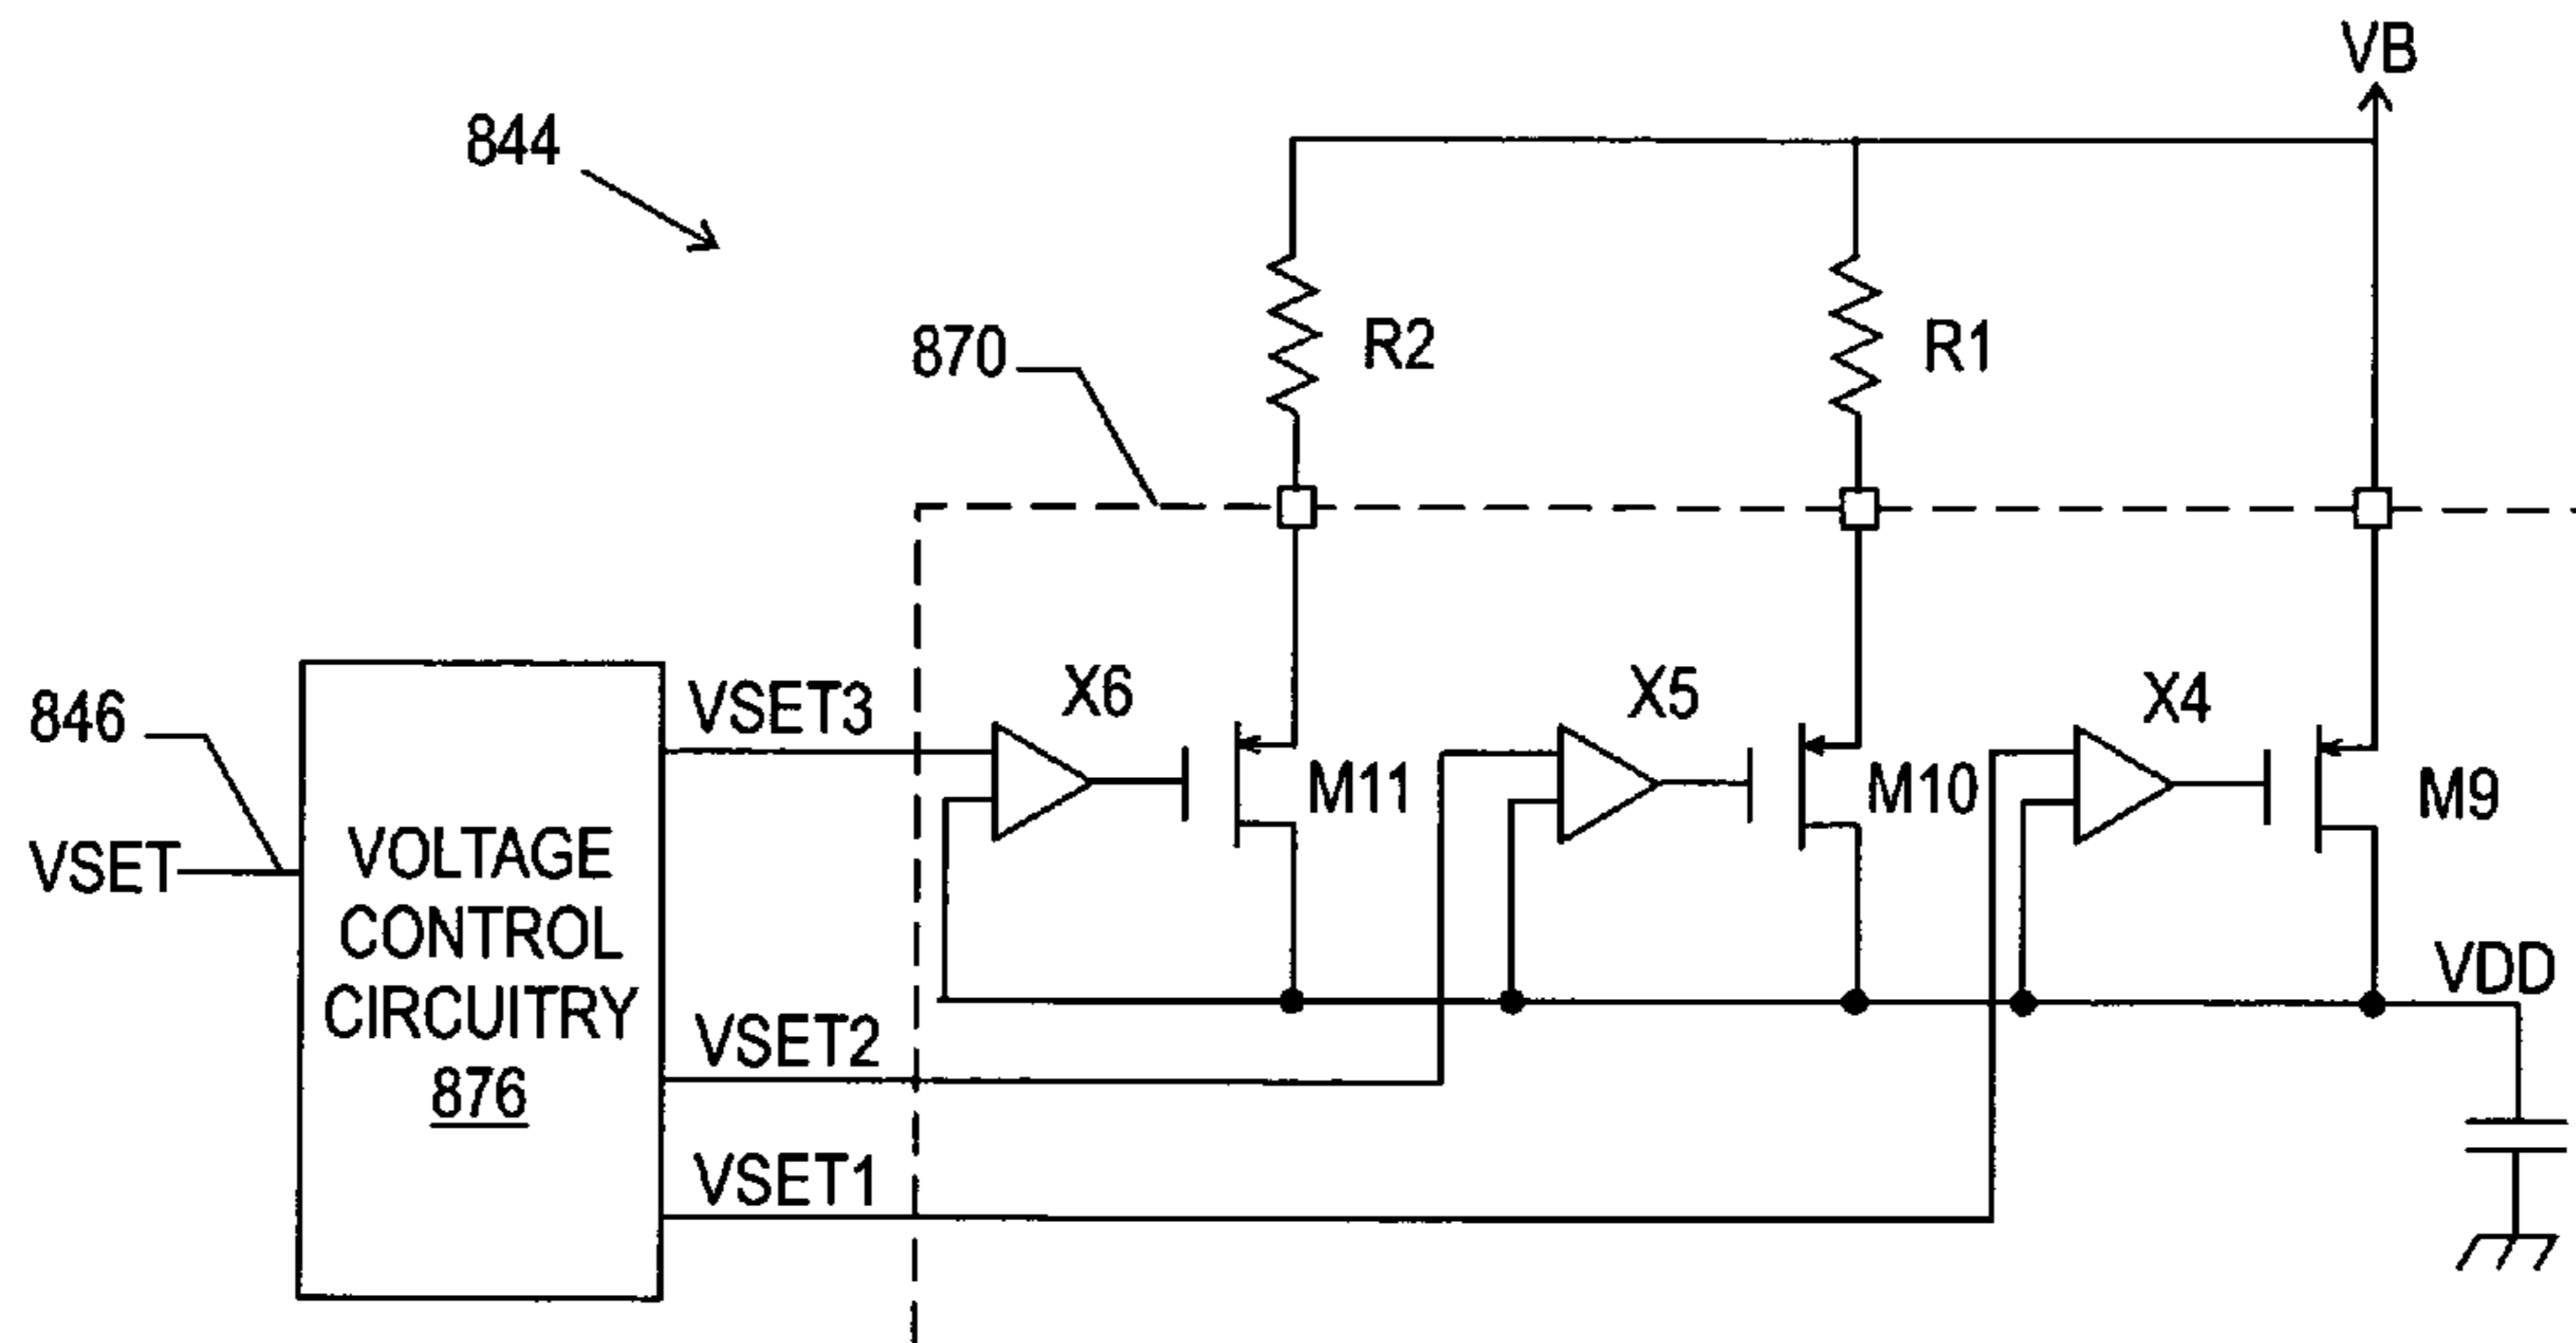 VB
844
870
R2
R1
846
VSET3
X6
X5
X4
M11
M10
M9
VSET
VOLTAGE
CONTROL
CIRCUITRY
876
VDD
VSET2
VSET1